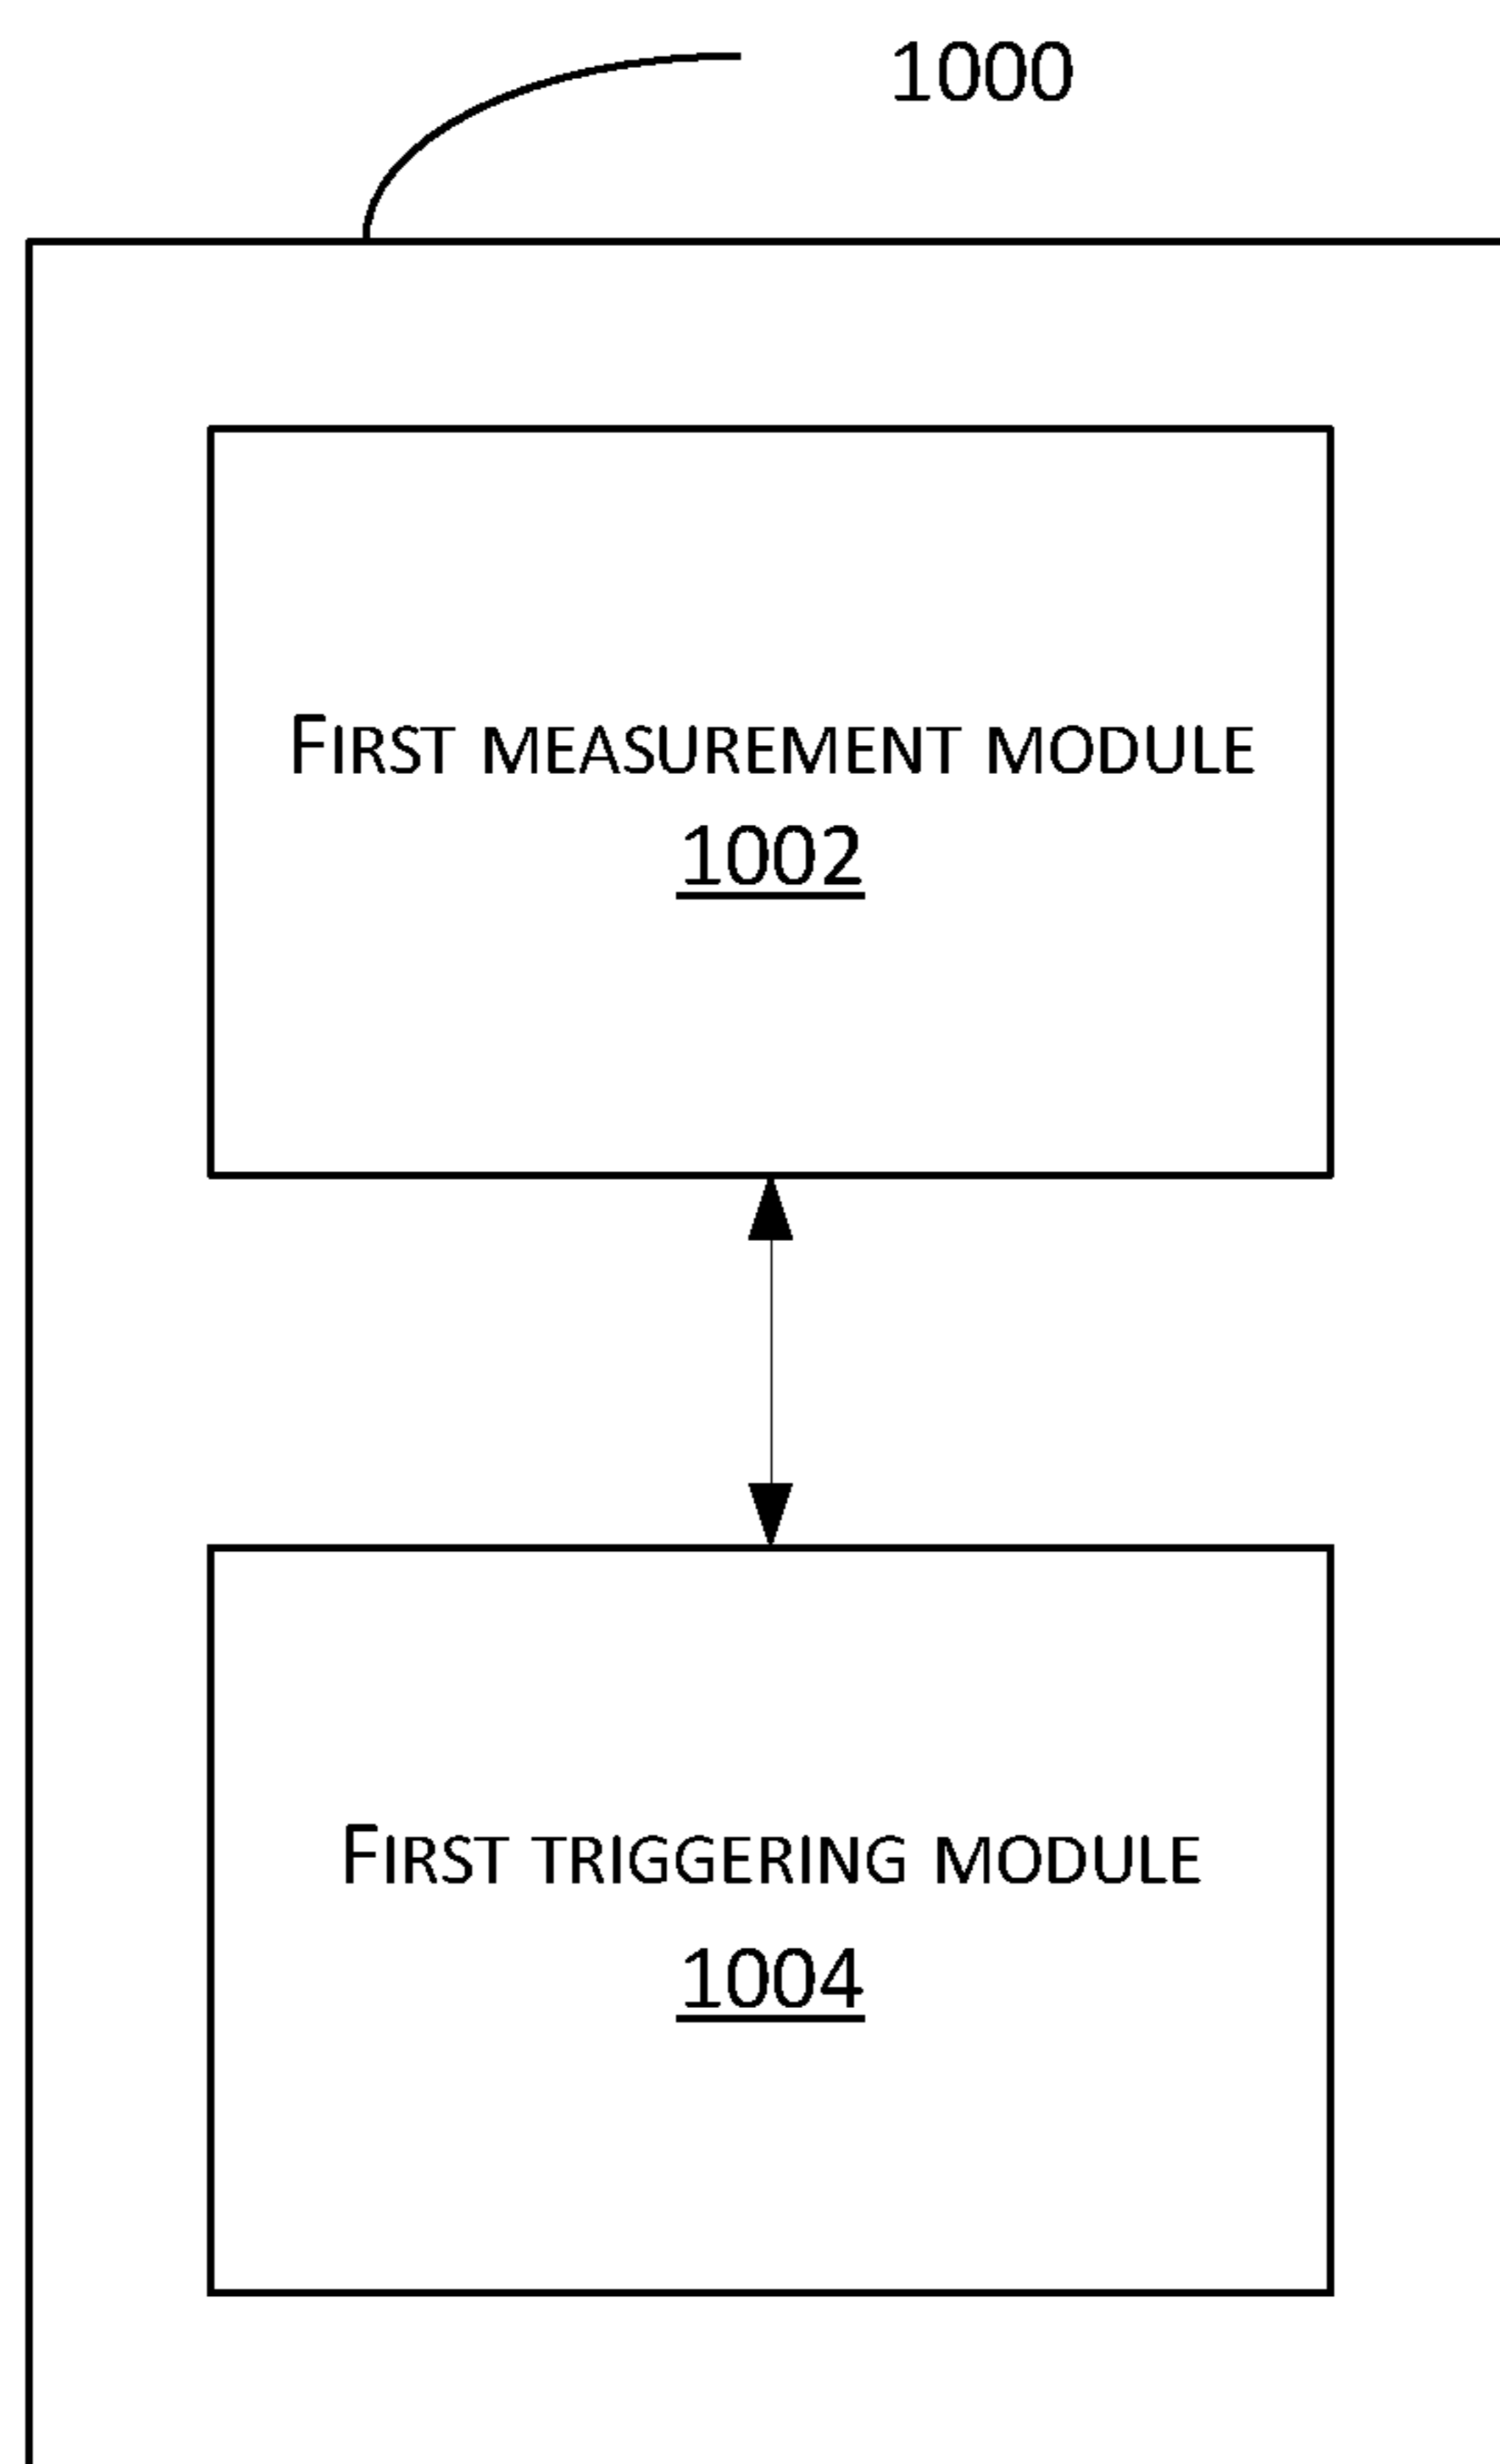 1000
First measurement module
1002
First triggering module
1004